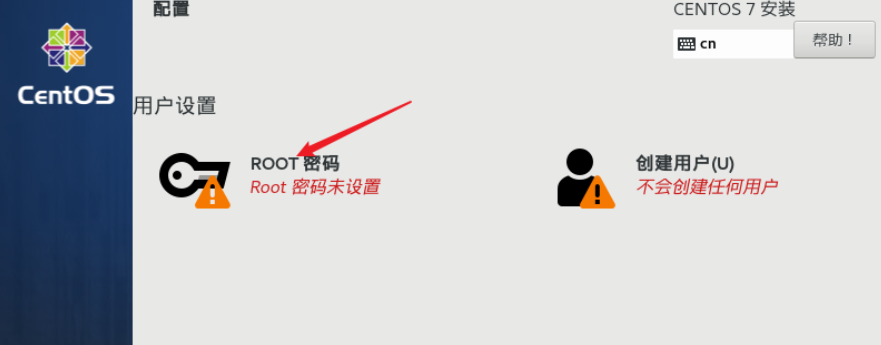 配置
CENTOS 7 安装
cn
帮助！
CentOS
用户设置
ROOT 密码
Root 密码未设置
创建用户(U)
不会创建任何用户